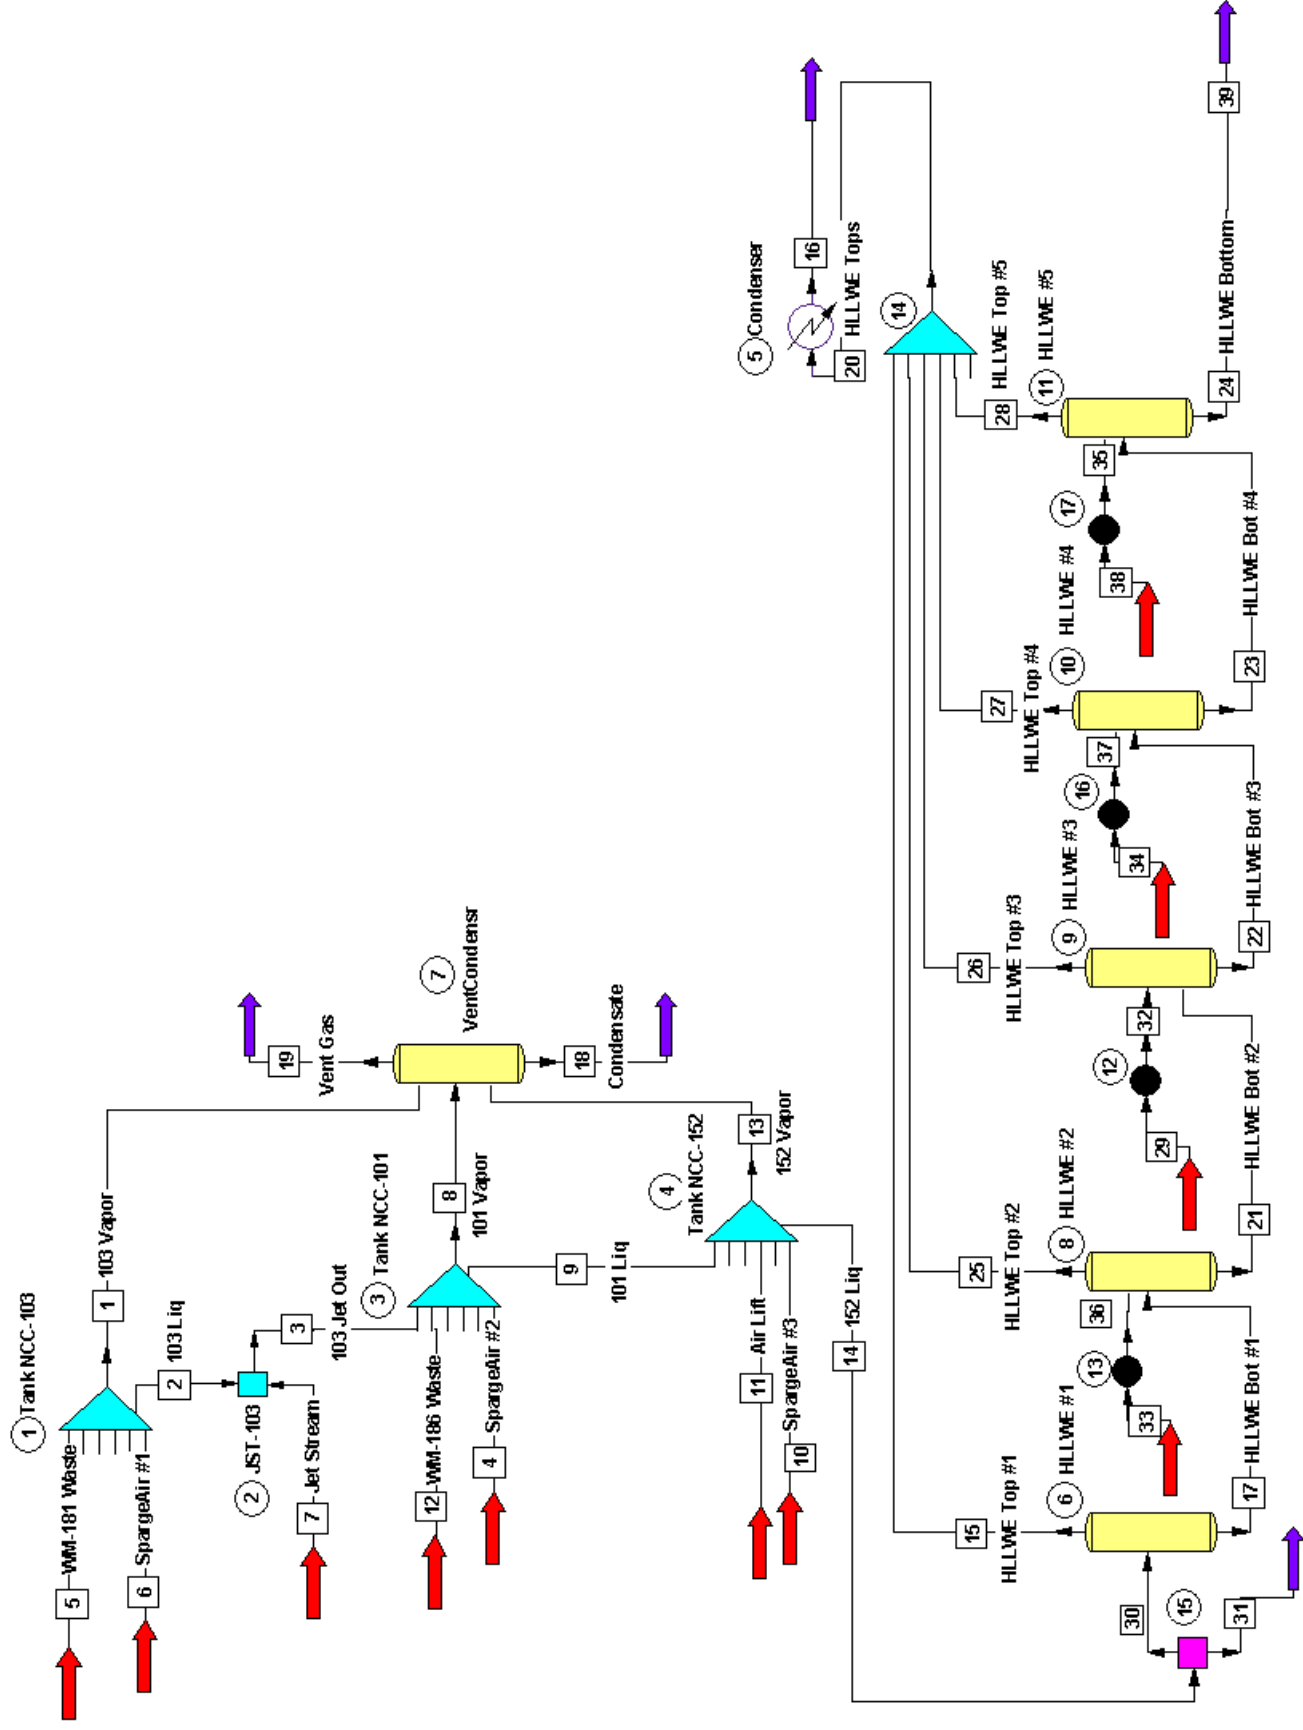 1 Tank NCC-103
5 WM-181 Waste
6 SpargeAir #1
1 103 Vapor
2 103 Liq
2 JST-103
7 Jet Stream
3 103 Jet Out
3 Tank NCC-101
12 WM-186 Waste
4 SpargeAir #2
8 101 Vapor
9 101 Liq
19 Vent Gas
7 VentCondensr
18 Condensate
4 Tank NCC-152
13 152 Vapor
11 Air Lift
10 SpargeAir #3
14 152 Liq
5 Condenser
16
20 HLLWE Tops
14
15 HLLWE Top #1
25 HLLWE Top #2
26 HLLWE Top #3
27 HLLWE Top #4
28 HLLWE Top #5
6 HLLWE #1
8 HLLWE #2
9 HLLWE #3
10 HLLWE #4
11 HLLWE #5
30
15
31
33
13
36
29
12
32
34
16
37
38
17
35
17 HLLWE Bot #1
21 HLLWE Bot #2
22 HLLWE Bot #3
23 HLLWE Bot #4
24 HLLWE Bottom
39